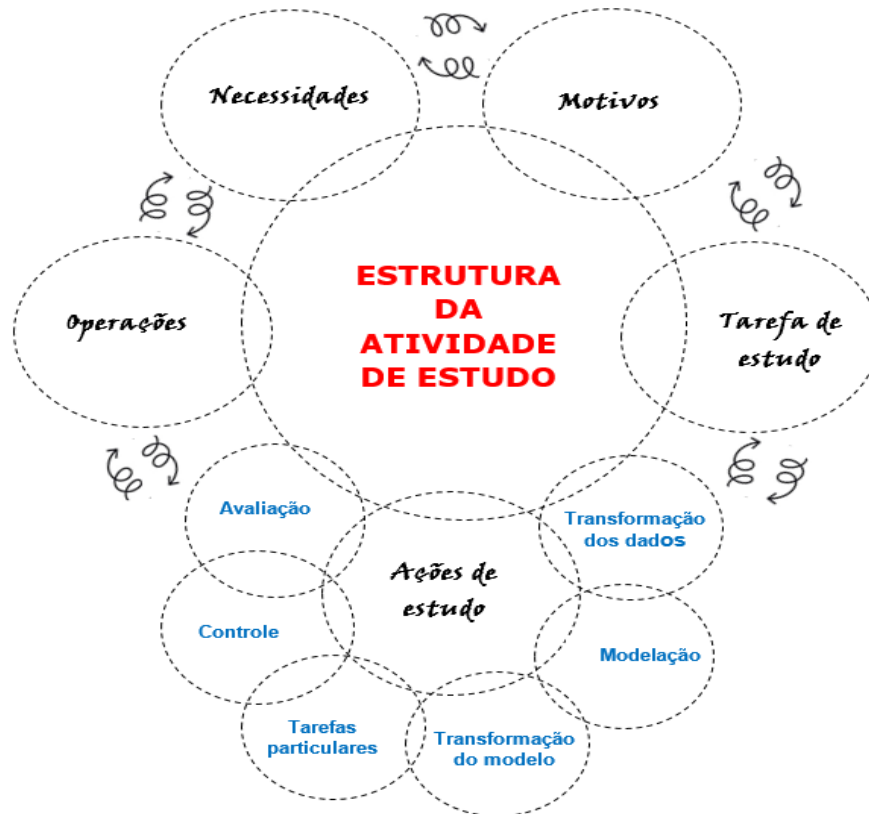 Necessidades
Motivos
ESTRUTURA
DA
ATIVIDADE
DE ESTUDO
Operações
Tarefa de
estudo
Avaliação
Transformação
dos dados
Ações de
estudo
Controle
Modelação
Tarefas
particulares
Transformação
do modelo